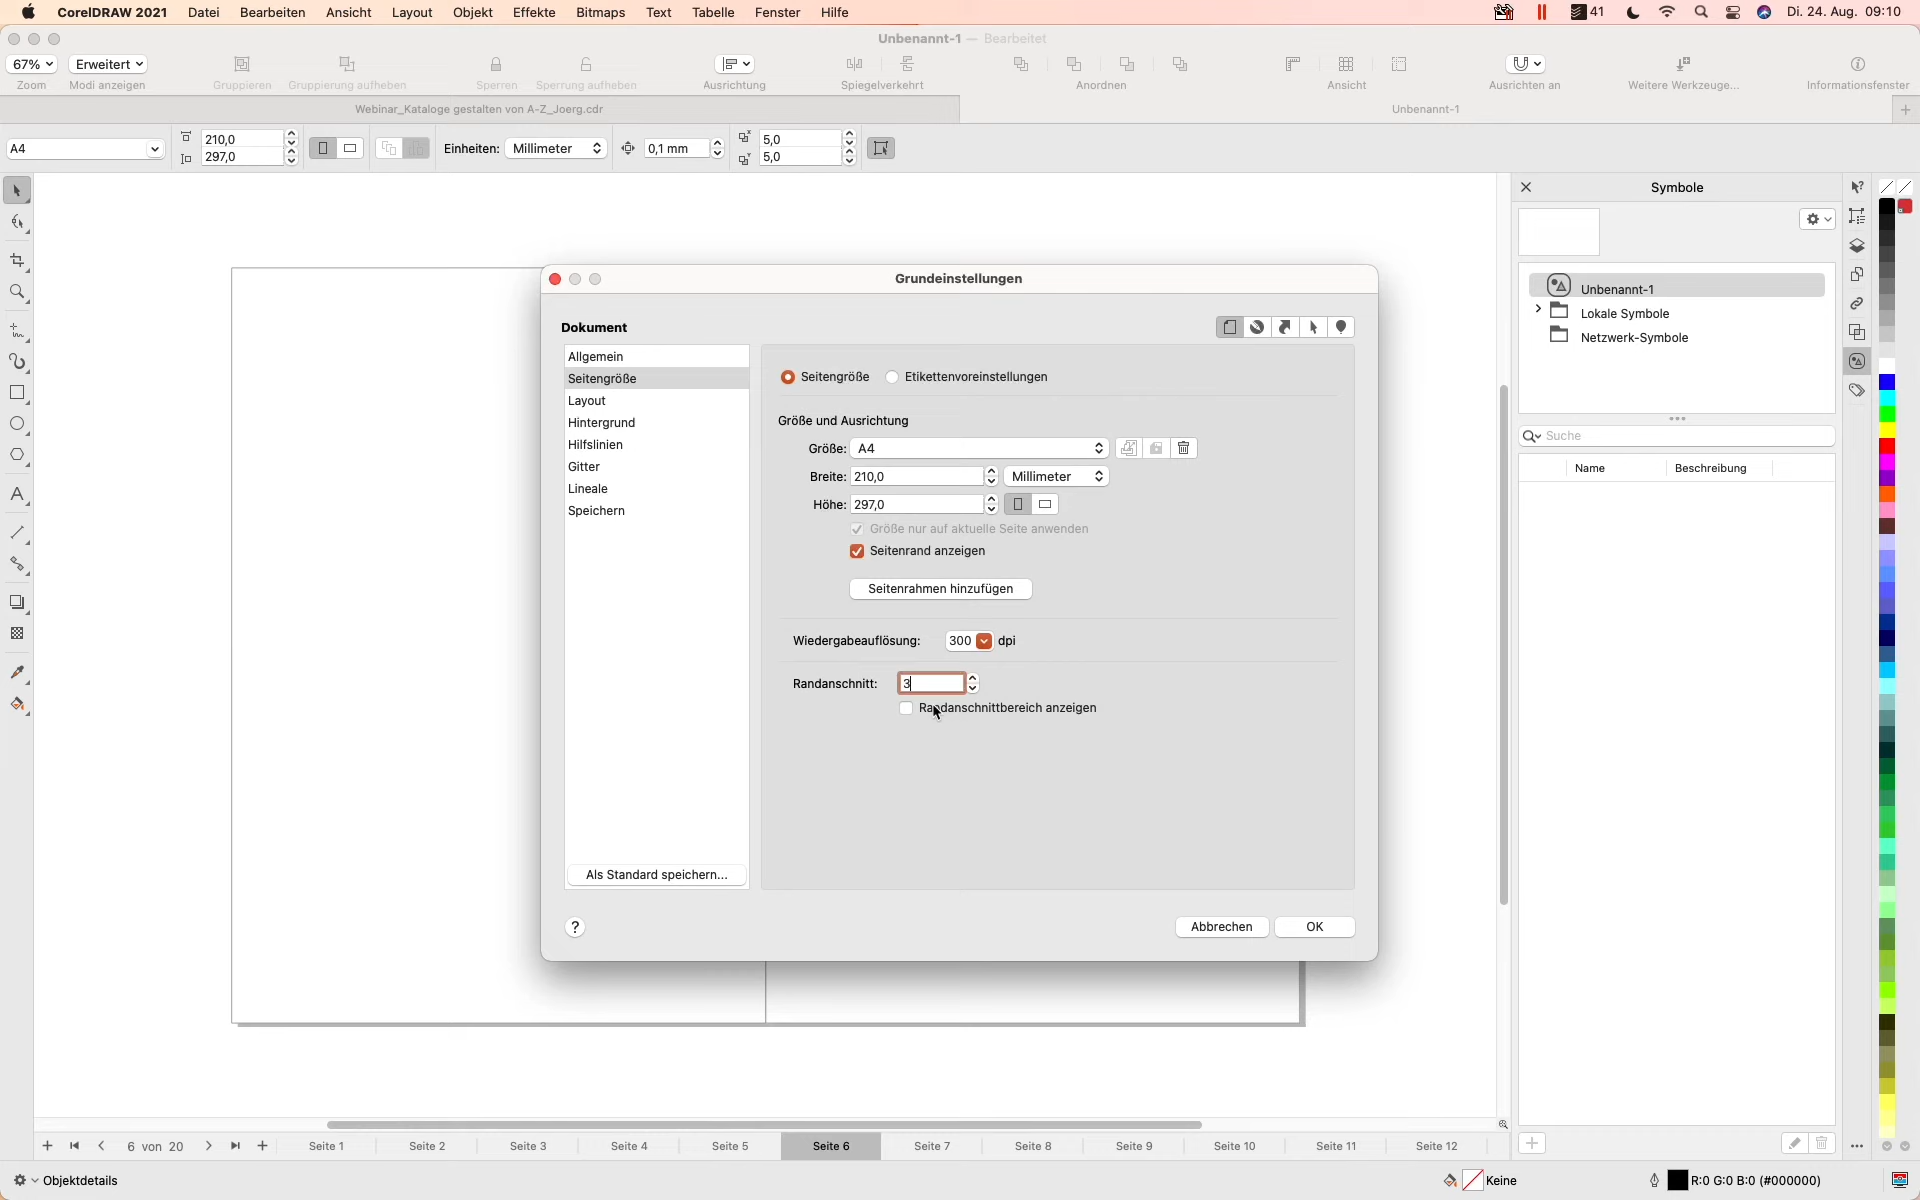 CorelDRAW 2021 Datei Bearbeiten Ansicht Layout Objekt Effekte Bitmaps Text Tabelle Fenster Hilfe 41 Di. 24. Aug. 09:10
Unbenannt-1 — Bearbeitet
67% Erweitert
Zoom Modi anzeigen Gruppieren Gruppierung aufheben Sperren Sperrung aufheben Ausrichtung Spiegelverkehrt Anordnen Ansicht Ausrichten an Weitere Werkzeuge... Informationsfenster
Webinar_Kataloge gestalten von A-Z_Joerg.cdr Unbenannt-1
A4 210,0 297,0 Einheiten: Millimeter 0,1 mm 5,0 5,0
Symbole
Unbenannt-1
Lokale Symbole
Netzwerk-Symbole
Suche
Name Beschreibung
Grundeinstellungen
Dokument
Allgemein
Seitengröße
Layout
Hintergrund
Hilfslinien
Gitter
Lineale
Speichern
Als Standard speichern...
Seitengröße Etikettenvoreinstellungen
Größe und Ausrichtung
Größe: A4
Breite: 210,0 Millimeter
Höhe: 297,0
Größe nur auf aktuelle Seite anwenden
Seitenrand anzeigen
Seitenrahmen hinzufügen
Wiedergabeauflösung: 300 dpi
Randanschnitt: 3
Randanschnittbereich anzeigen
? Abbrechen OK
6 von 20 Seite 1 Seite 2 Seite 3 Seite 4 Seite 5 Seite 6 Seite 7 Seite 8 Seite 9 Seite 10 Seite 11 Seite 12
Objektdetails Keine R:0 G:0 B:0 (#000000)